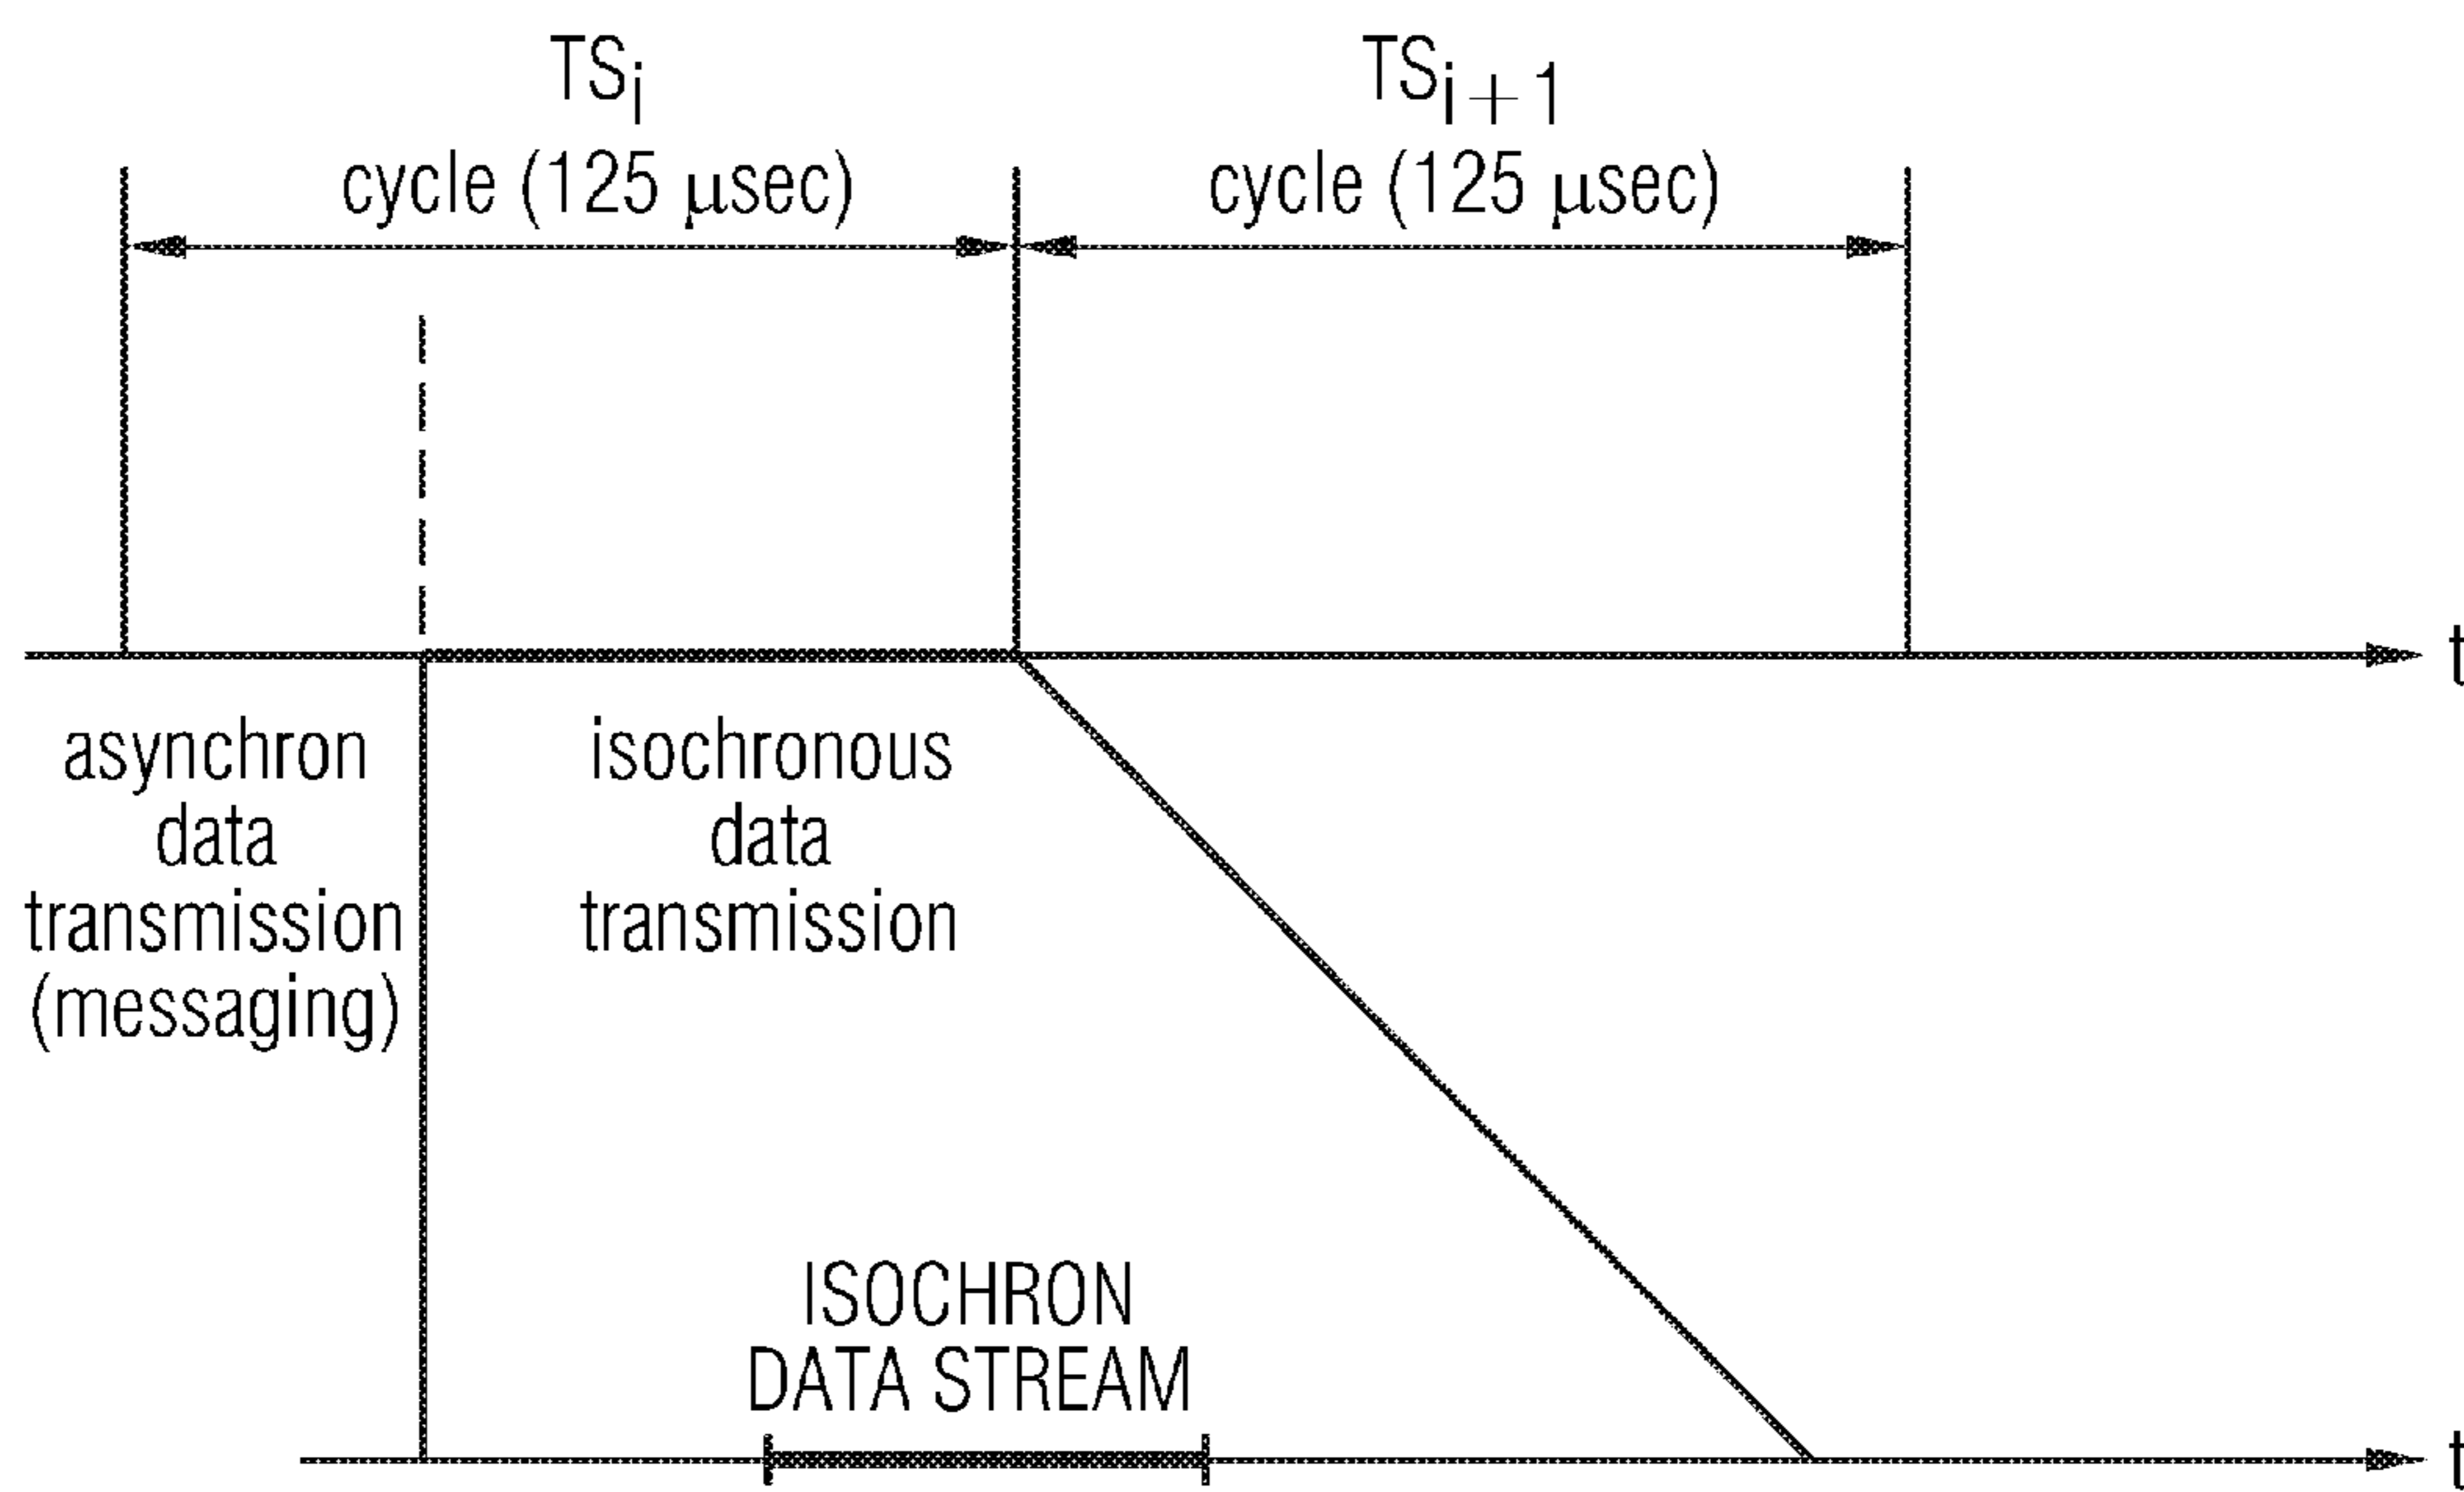 TSi
cycle (125 μsec)
TSi + 1
cycle (125 μsec)
t
asynchron
data
transmission
(messaging)
isochronous
data
transmission
ISOCHRON
DATA STREAM
t